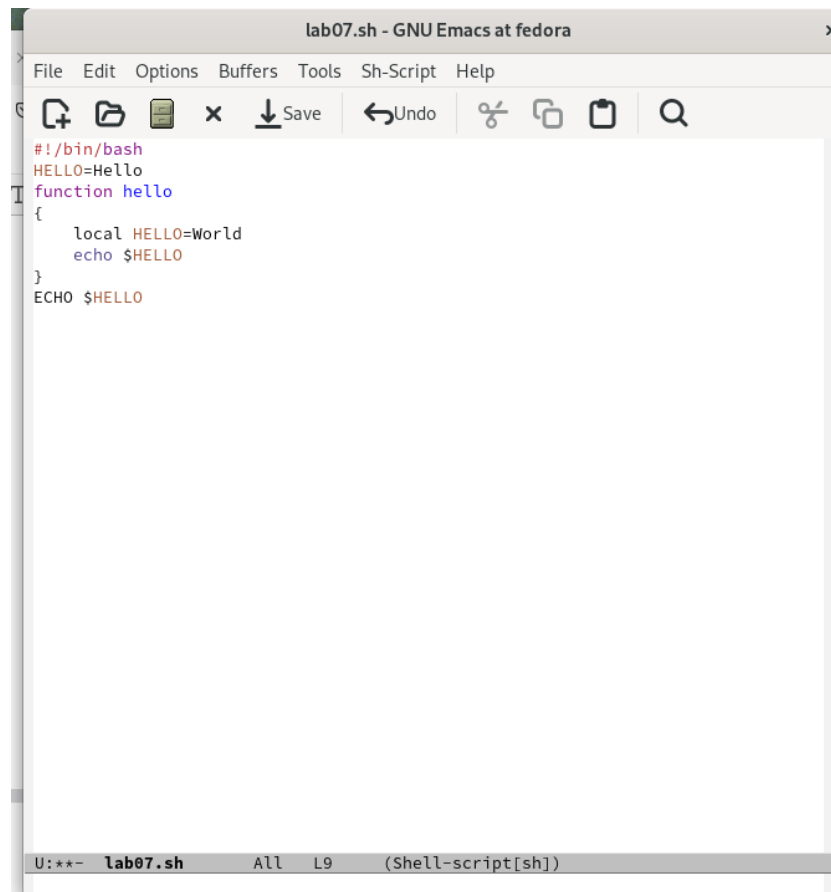 lab07.sh - GNU Emacs at fedora
File Edit Options Buffers Tools Sh-Script Help
Save Undo
#!/bin/bash
HELLO=Hello
function hello
{
    local HELLO=World
    echo $HELLO
}
ECHO $HELLO
U:**- lab07.sh All L9 (Shell-script[sh])